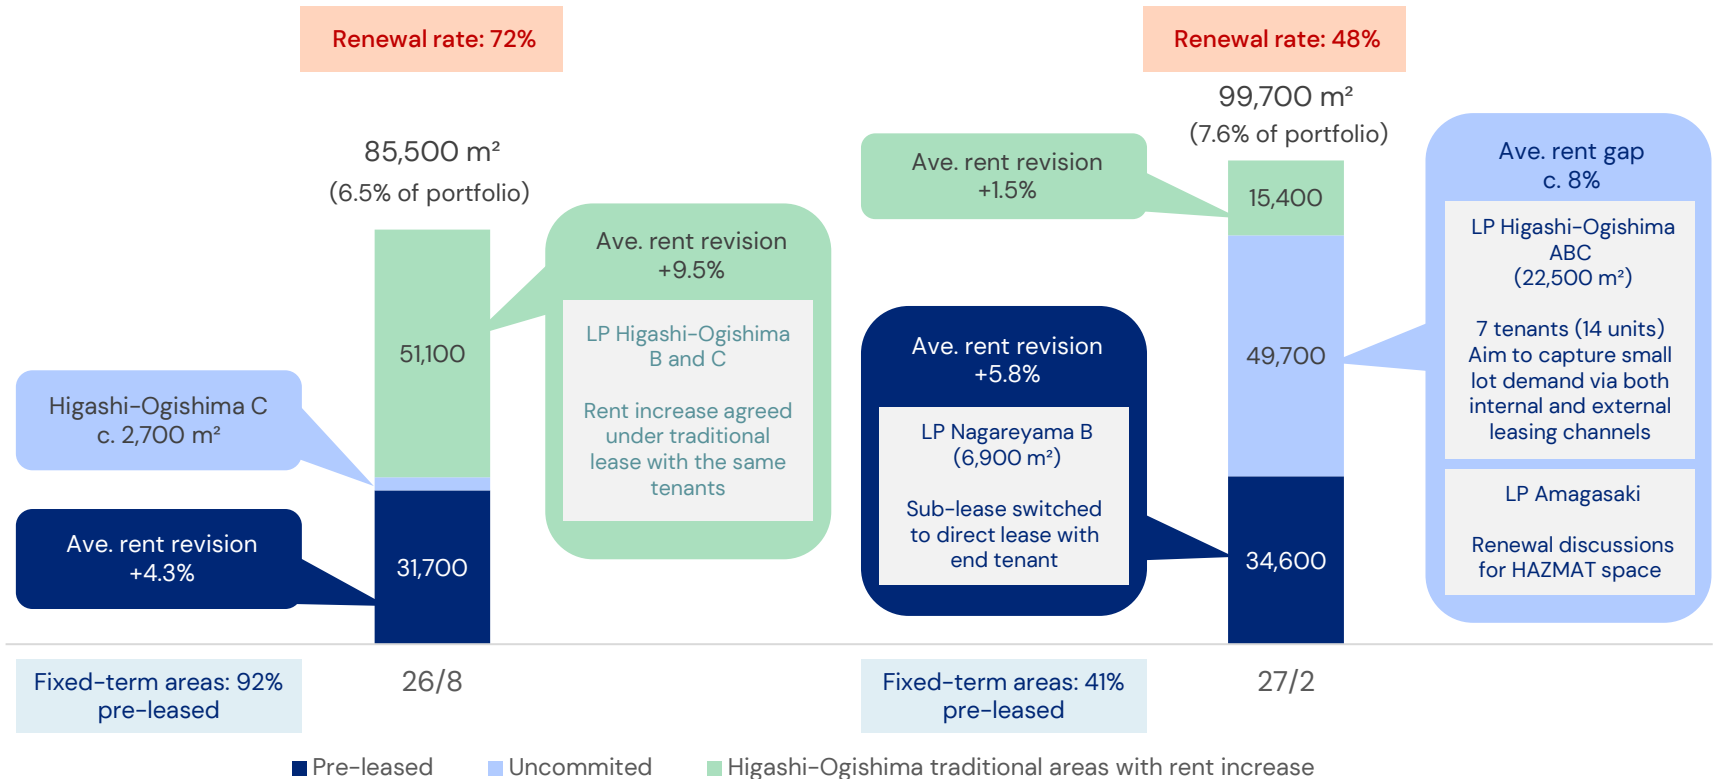 Renewal rate: 72%
85,500 m²
(6.5% of portfolio)
Ave. rent revision
+9.5%
LP Higashi-Ogishima
B and C
Rent increase agreed
under traditional
lease with the same
tenants
51,100
Higashi-Ogishima C
c. 2,700 m²
Ave. rent revision
+4.3%
31,700
Fixed-term areas: 92%
pre-leased
26/8
Renewal rate: 48%
99,700 m²
(7.6% of portfolio)
Ave. rent revision
+1.5%
15,400
Ave. rent gap
c. 8%
LP Higashi-Ogishima
ABC
(22,500 m²)
7 tenants (14 units)
Aim to capture small
lot demand via both
internal and external
leasing channels
LP Amagasaki
Renewal discussions
for HAZMAT space
49,700
Ave. rent revision
+5.8%
LP Nagareyama B
(6,900 m²)
Sub-lease switched
to direct lease with
end tenant
34,600
Fixed-term areas: 41%
pre-leased
27/2
Pre-leased
Uncommited
Higashi-Ogishima traditional areas with rent increase